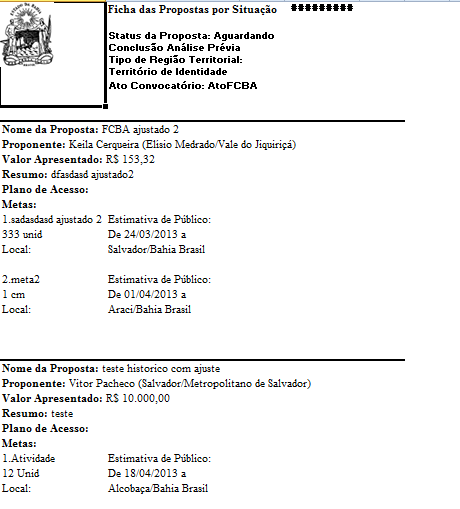 Ficha das Propostas por Situação #########
Status da Proposta: Aguardando
Conclusão Análise Prévia
Tipo de Região Territorial:
Território de Identidade
Ato Convocatório: AtoFCBA
Nome da Proposta: FCBA ajustado 2
Proponente: Keila Cerqueira (Elisio Medrado/Vale do Jiquiriçá)
Valor Apresentado: R$ 153,32
Resumo: dfasdasd ajustado2
Plano de Acesso:
Metas:
1.sadasdasd ajustado 2 Estimativa de Público:
333 unid De 24/03/2013 a
Local: Salvador/Bahia Brasil
2.meta2 Estimativa de Público:
1 cm De 01/04/2013 a
Local: Araci/Bahia Brasil
Nome da Proposta: teste historico com ajuste
Proponente: Vitor Pacheco (Salvador/Metropolitano de Salvador)
Valor Apresentado: R$ 10.000,00
Resumo: teste
Plano de Acesso:
Metas:
1.Atividade Estimativa de Público:
12 Unid De 18/04/2013 a
Local: Alcobaça/Bahia Brasil